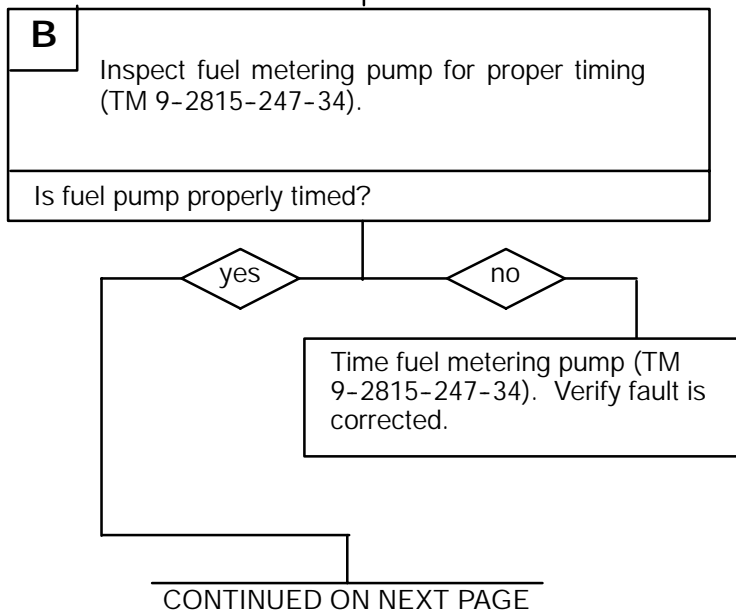 B
Inspect fuel metering pump for proper timing
(TM 9-2815-247-34).
Is fuel pump properly timed?
yes
no
Time fuel metering pump (TM
9-2815-247-34). Verify fault is
corrected.
CONTINUED ON NEXT PAGE